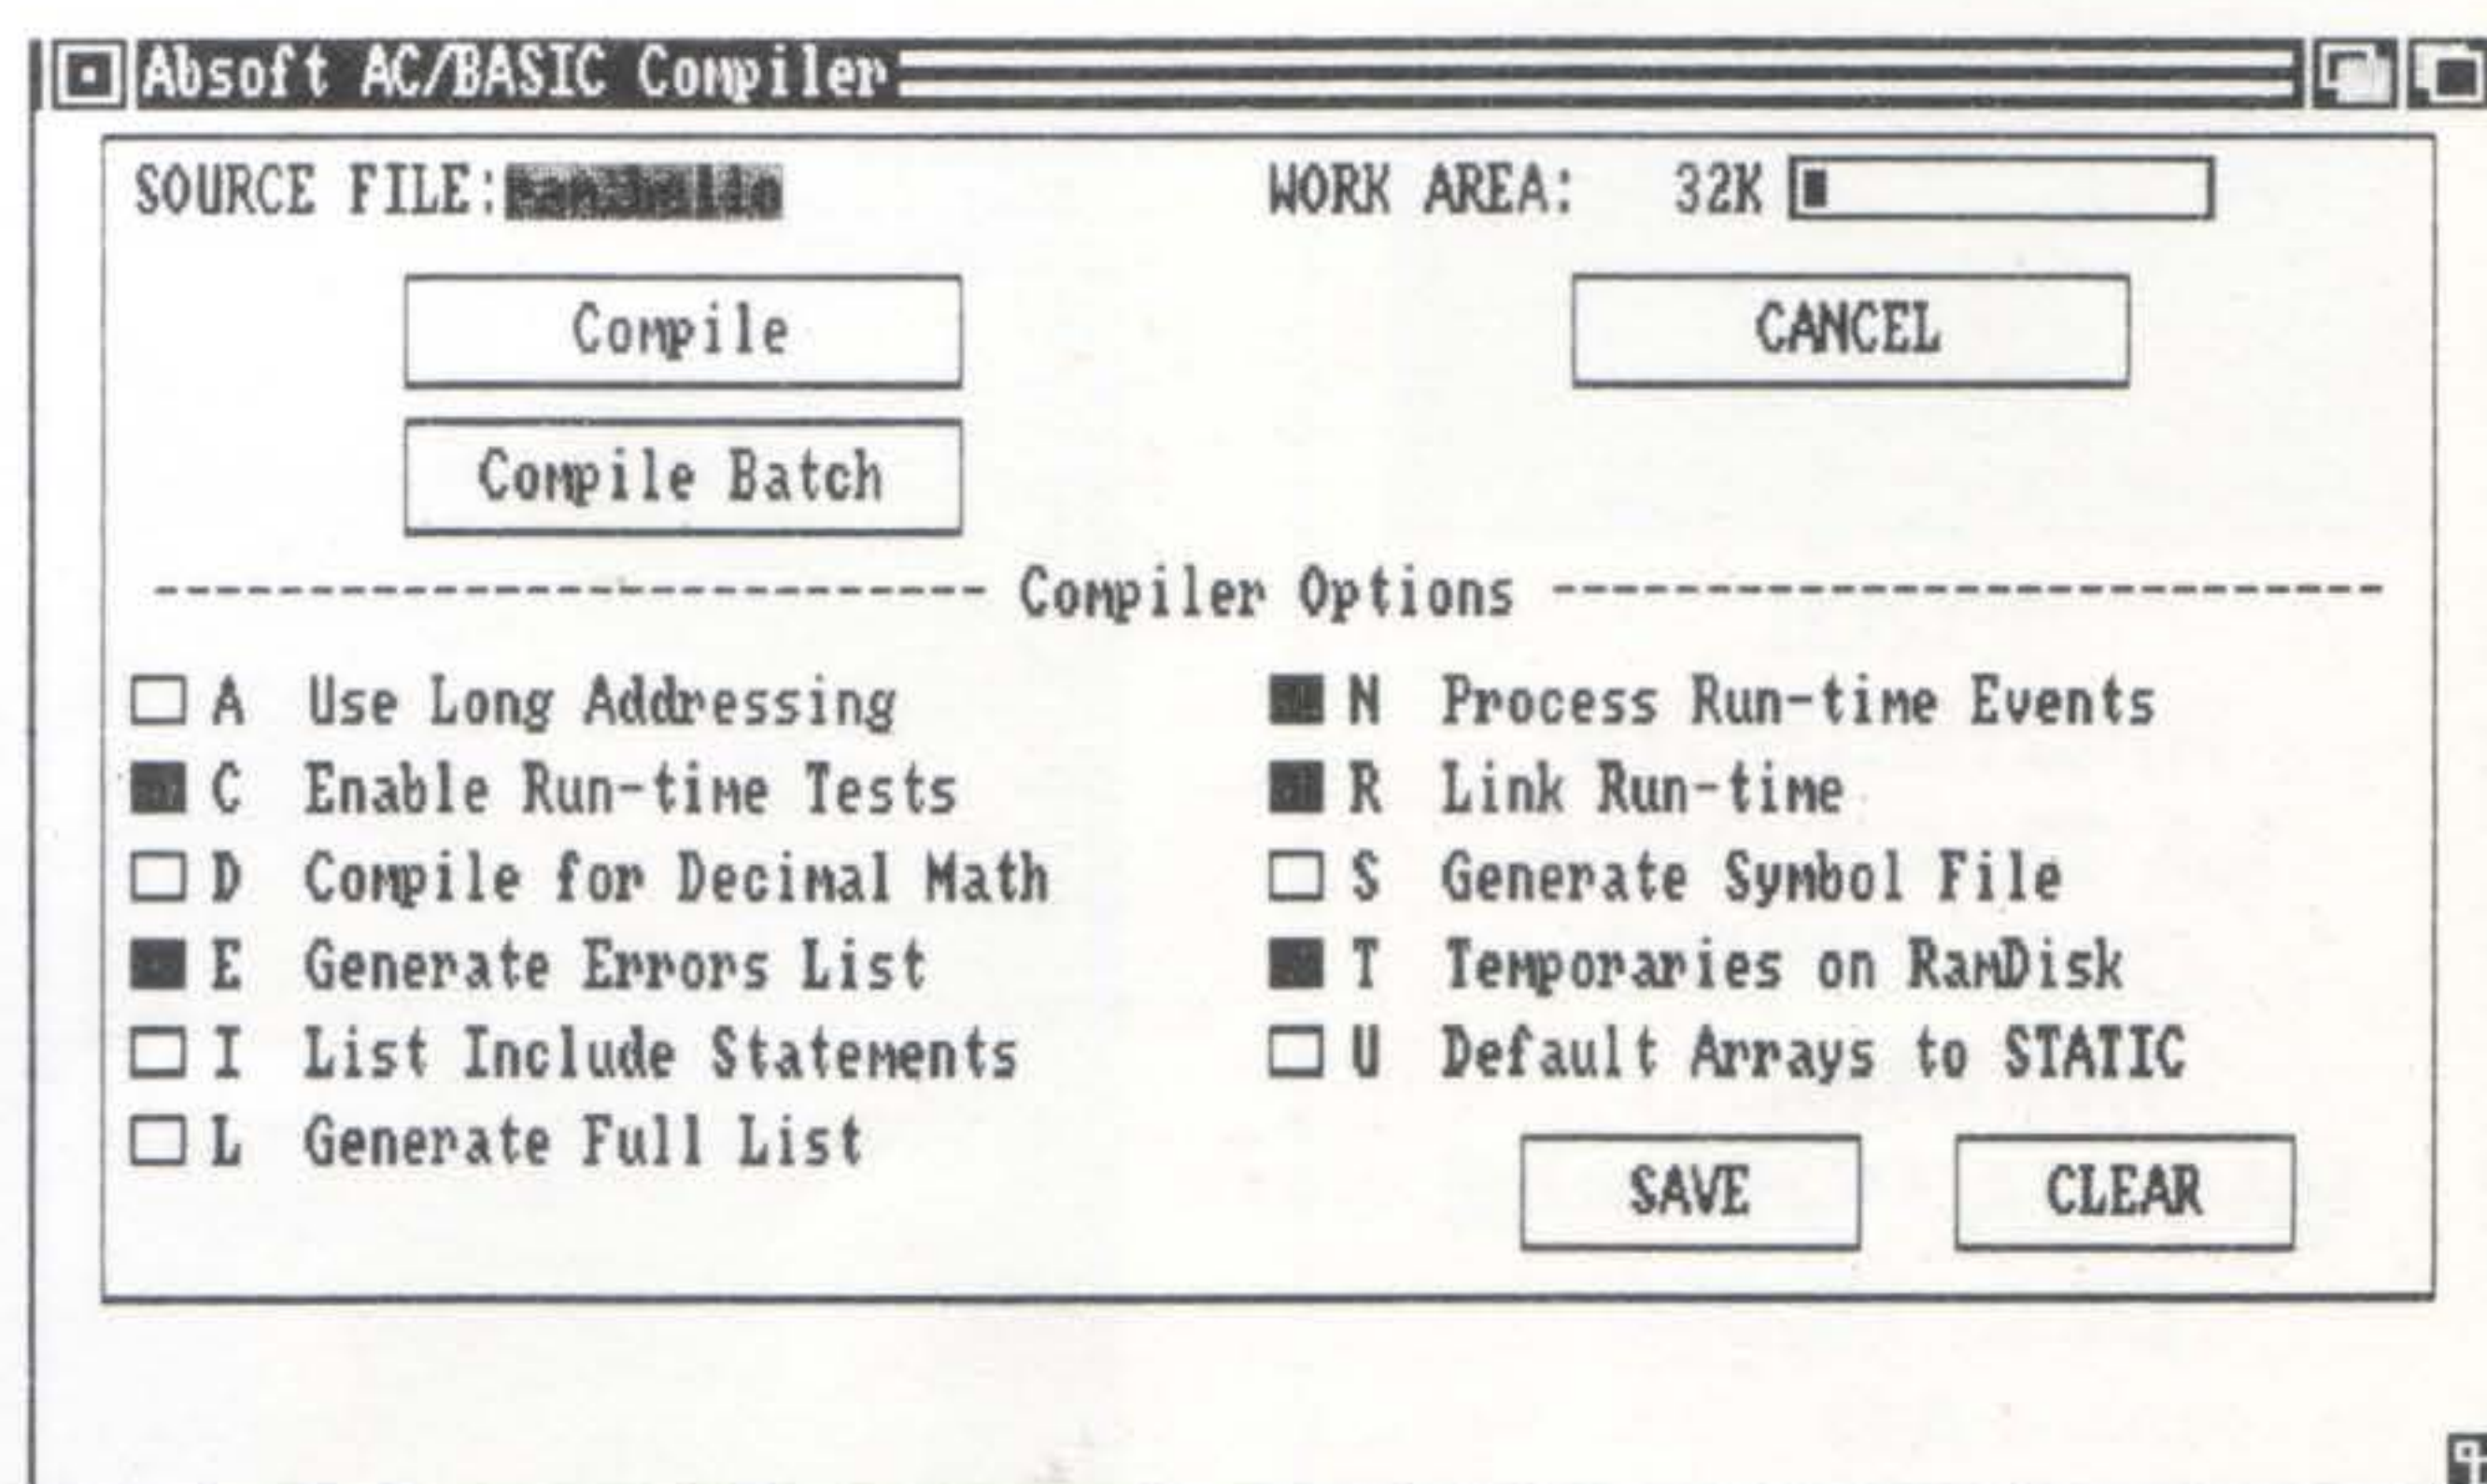 Absoft AC/BASIC Compiler
SOURCE FILE:
WORK AREA: 32K
Compile
CANCEL
Compile Batch
-------------------------- Compiler Options --------------------------
A Use Long Addressing
C Enable Run-time Tests
D Compile for Decimal Math
E Generate Errors List
I List Include Statements
L Generate Full List
N Process Run-time Events
R Link Run-time
S Generate Symbol File
T Temporaries on RamDisk
U Default Arrays to STATIC
SAVE
CLEAR